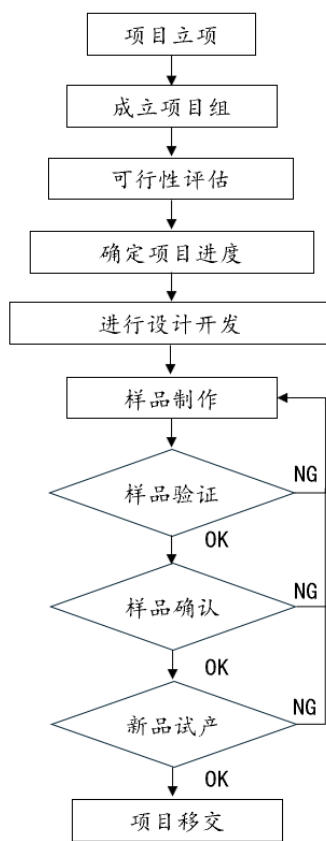 项目立项
成立项目组
可行性评估
确定项目进度
进行设计开发
样品制作
NG
样品验证
OK
NG
样品确认
OK
NG
新品试产
OK
项目移交